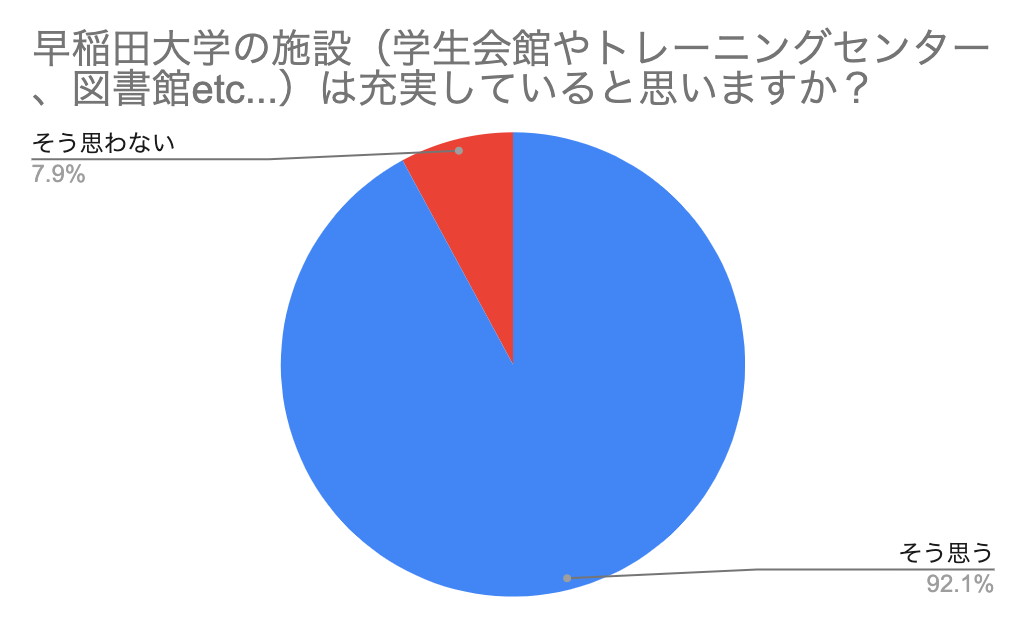 早稲田大学の施設（学生会館やトレーニングセンター
、図書館etc...）は充実していると思いますか？
そう思わない
7.9%
そう思う
92.1%